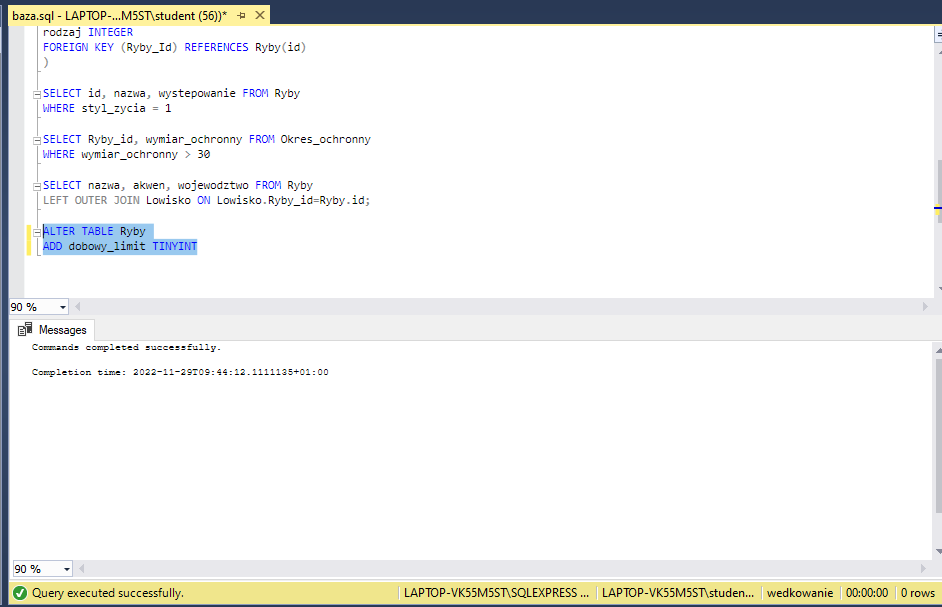 baza.sql - LAPTOP-...M5ST\student (56))*
rodzaj INTEGER
FOREIGN KEY (Ryby_Id) REFERENCES Ryby(id)
)
SELECT id, nazwa, wystepowanie FROM Ryby
WHERE styl_zycia = 1
SELECT Ryby_id, wymiar_ochronny FROM Okres_ochronny
WHERE wymiar_ochronny > 30
SELECT nazwa, akwen, wojewodztwo FROM Ryby
LEFT OUTER JOIN Lowisko ON Lowisko.Ryby_id=Ryby.id;
ALTER TABLE Ryby
ADD dobowy_limit TINYINT
90 %
Messages
Commands completed successfully.
Completion time: 2022-11-29T09:44:12.1111135+01:00
90 %
Query executed successfully.
LAPTOP-VK55M5ST\SQLEXPRESS ...
LAPTOP-VK55M5ST\studen...
wedkowanie
00:00:00
0 rows